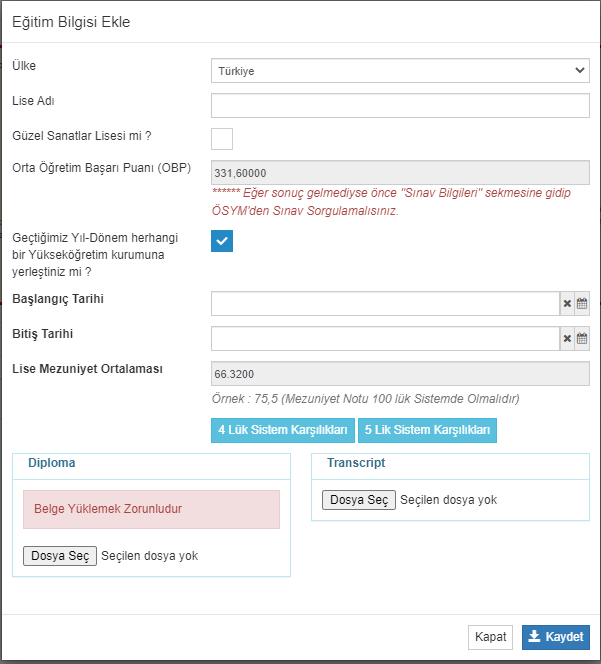 Eğitim Bilgisi Ekle
Ülke
Türkiye
Lise Adı
Güzel Sanatlar Lisesi mi ?
Orta Öğretim Başarı Puanı (OBP)
331,60000
****** Eğer sonuç gelmediyse önce "Sınav Bilgileri" sekmesine gidip
ÖSYM'den Sınav Sorgulamalısınız.
Geçtiğimiz Yıl-Dönem herhangi
bir Yükseköğretim kurumuna
yerleştiniz mi ?
Başlangıç Tarihi
Bitiş Tarihi
Lise Mezuniyet Ortalaması
66.3200
Örnek : 75,5 (Mezuniyet Notu 100 lük Sistemde Olmalıdır)
4 Lük Sistem Karşılıkları
5 Lik Sistem Karşılıkları
Diploma
Belge Yüklemek Zorunludur
Dosya Seç Seçilen dosya yok
Transcript
Dosya Seç Seçilen dosya yok
Kapat
Kaydet